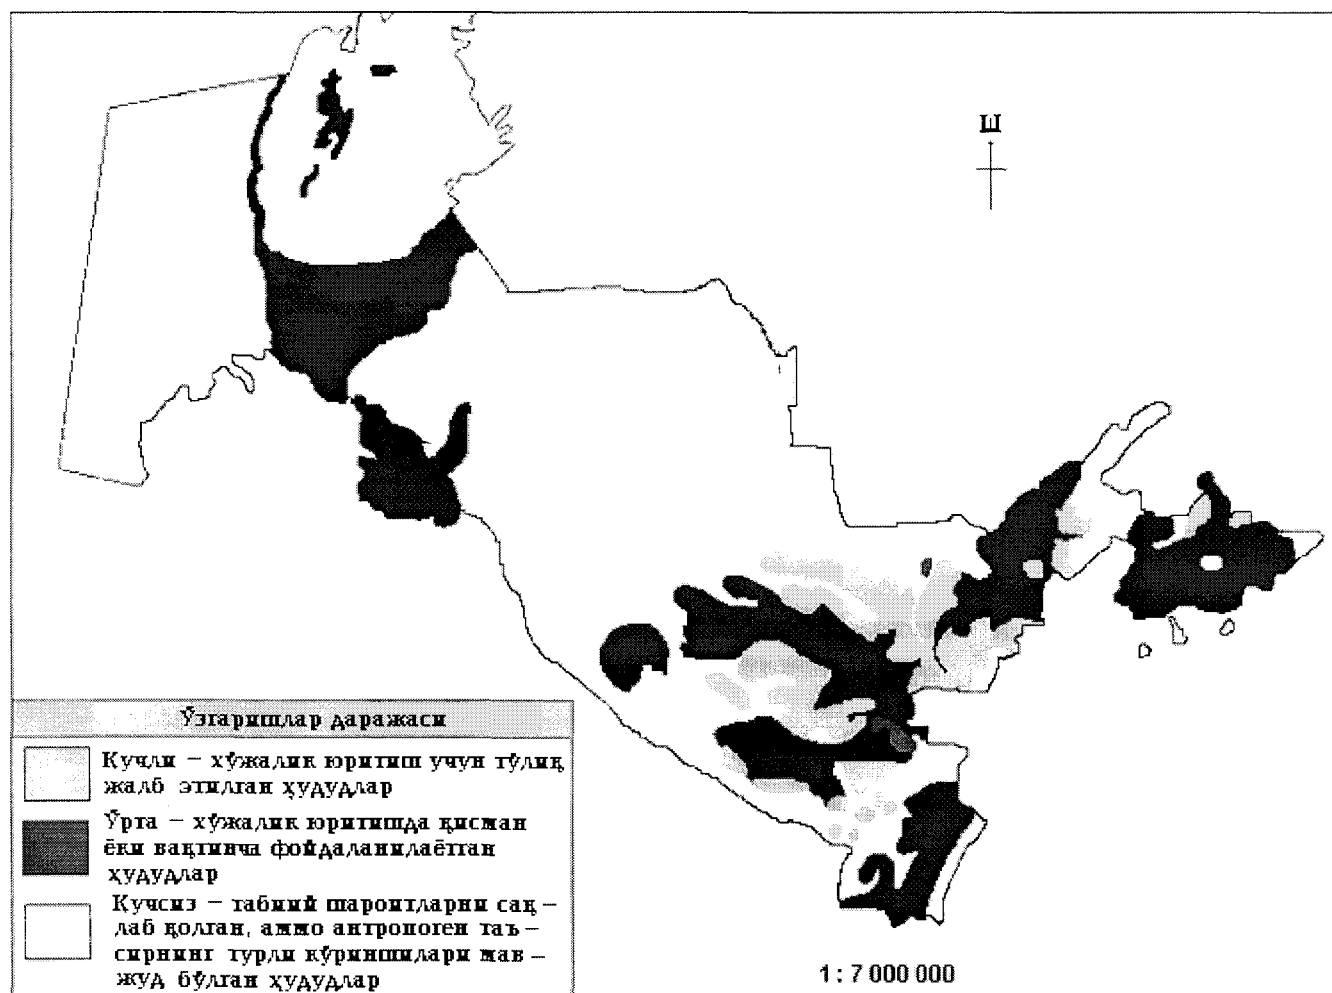 Ш
Ўзгаришлар даражаси
Кучли – хўжалик юритиш учун тўлиқ
жалб этилган ҳудудлар
Ўрта – хўжалик юритишда қисман
ёки вақтинча фойдаланилаётган
ҳудудлар
Кучсиз – табиий шароитларни сақ –
лаб қолган, аммо антропоген таъ –
сирнинг турли кўринишлари мав –
жуд бўлган ҳудудлар
1 : 7 000 000